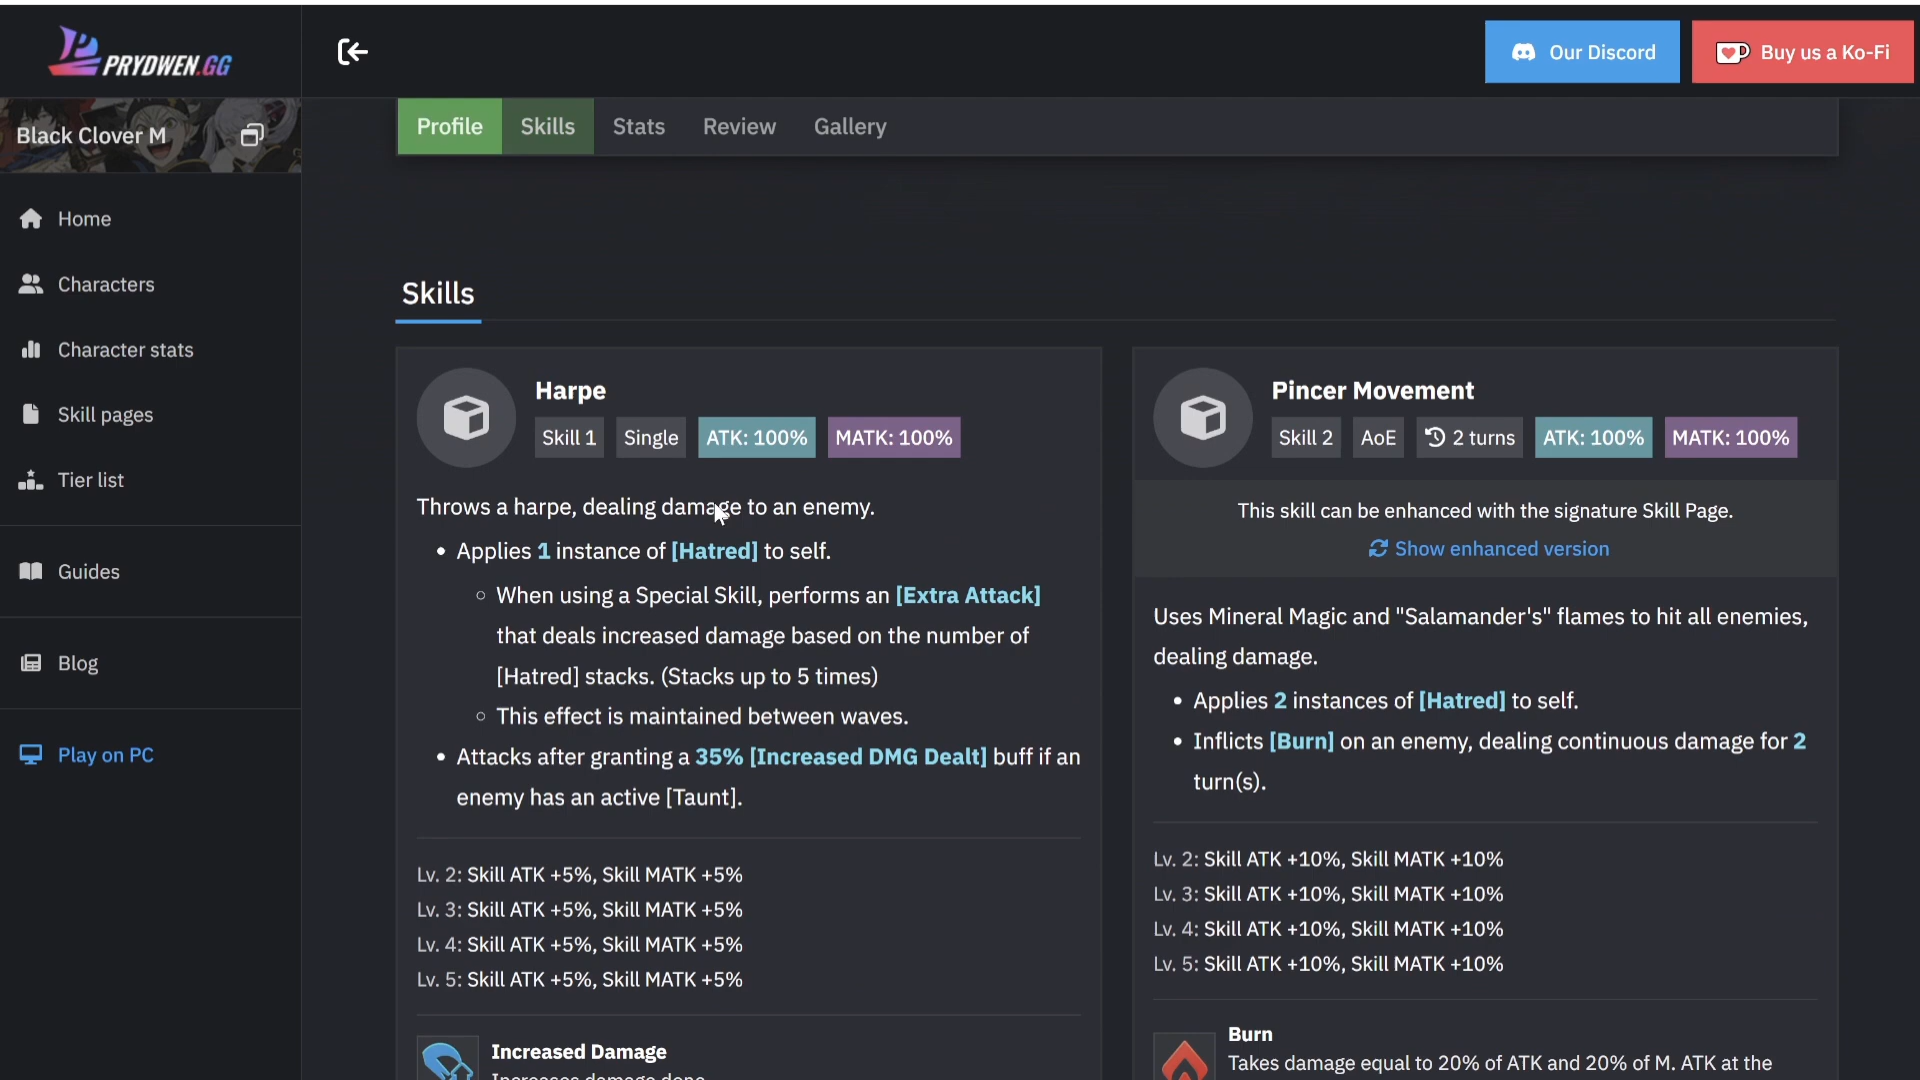 PRYDWEN.GG
Our Discord
Buy us a Ko-Fi
Black Clover M
Profile Skills Stats Review Gallery
Home
Characters
Character stats
Skill pages
Tier list
Guides
Blog
Play on PC
Skills
Harpe
Skill 1 Single ATK: 100% MATK: 100%
Throws a harpe, dealing damage to an enemy.
• Applies 1 instance of [Hatred] to self.
◦ When using a Special Skill, performs an [Extra Attack]
that deals increased damage based on the number of
[Hatred] stacks. (Stacks up to 5 times)
◦ This effect is maintained between waves.
• Attacks after granting a 35% [Increased DMG Dealt] buff if an
enemy has an active [Taunt].
Lv. 2: Skill ATK +5%, Skill MATK +5%
Lv. 3: Skill ATK +5%, Skill MATK +5%
Lv. 4: Skill ATK +5%, Skill MATK +5%
Lv. 5: Skill ATK +5%, Skill MATK +5%
Increased Damage
Increases damage done
Pincer Movement
Skill 2 AoE 2 turns ATK: 100% MATK: 100%
This skill can be enhanced with the signature Skill Page.
Show enhanced version
Uses Mineral Magic and "Salamander's" flames to hit all enemies,
dealing damage.
• Applies 2 instances of [Hatred] to self.
• Inflicts [Burn] on an enemy, dealing continuous damage for 2
turn(s).
Lv. 2: Skill ATK +10%, Skill MATK +10%
Lv. 3: Skill ATK +10%, Skill MATK +10%
Lv. 4: Skill ATK +10%, Skill MATK +10%
Lv. 5: Skill ATK +10%, Skill MATK +10%
Burn
Takes damage equal to 20% of ATK and 20% of M. ATK at the